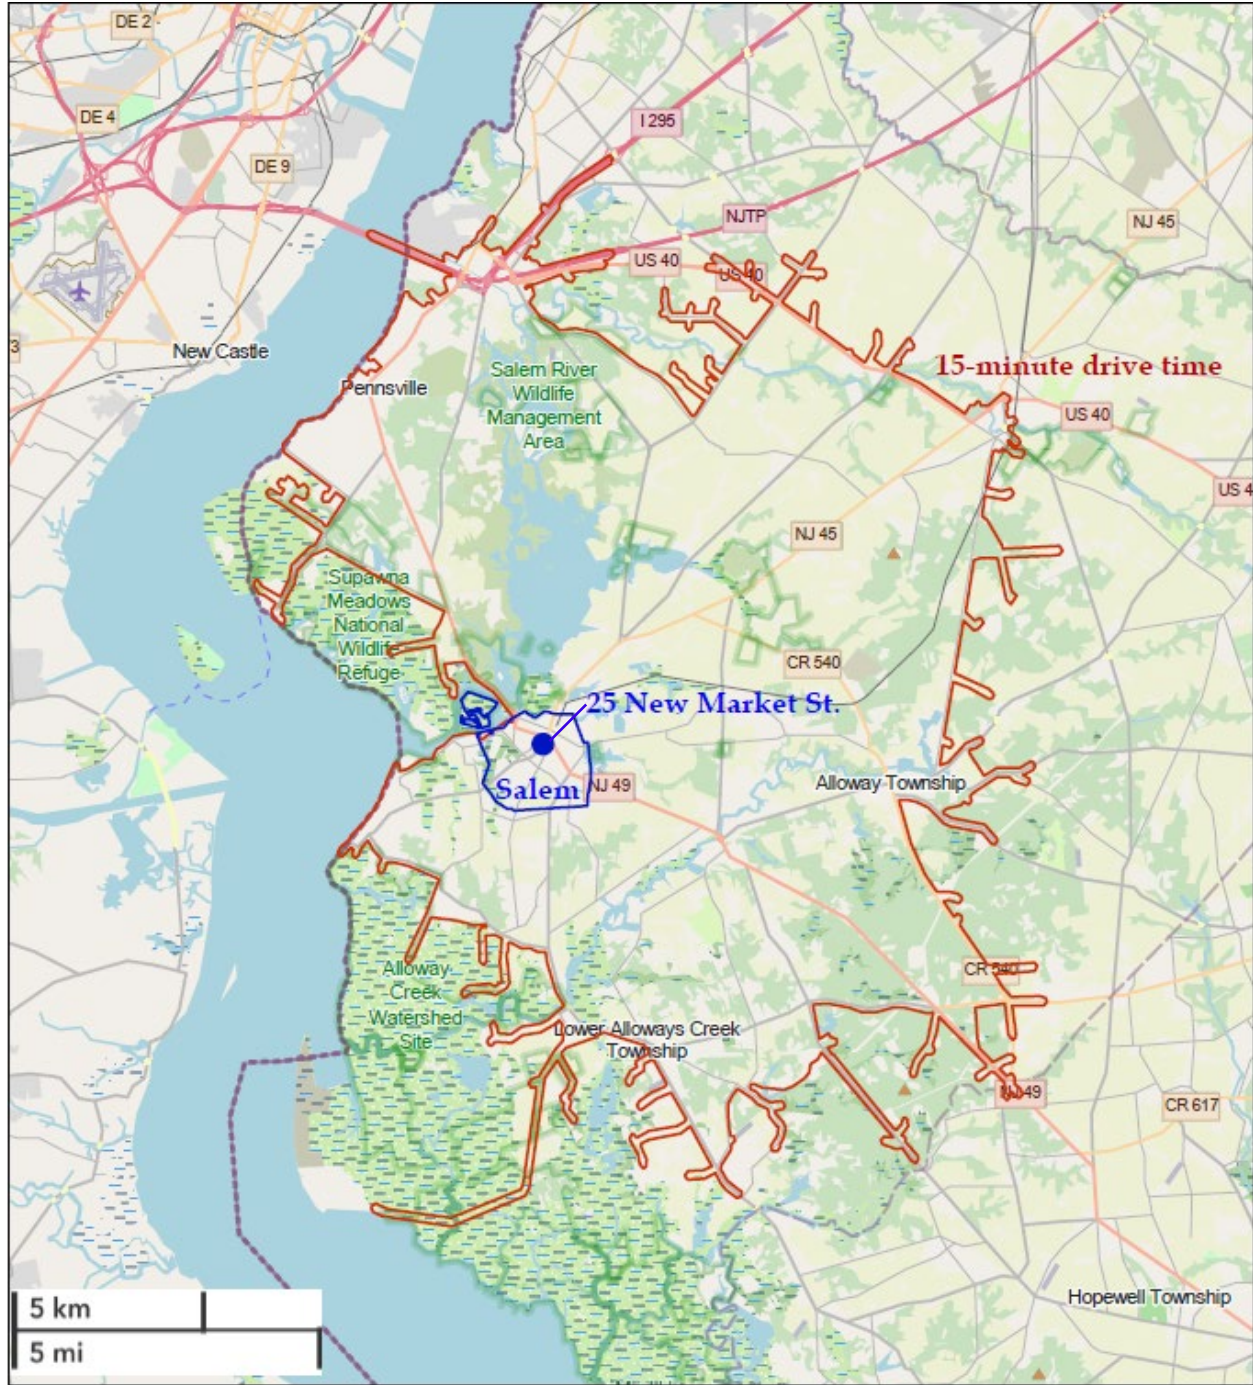 DE 2
I 295
DE 4
DE 9
NJTP
NJ 45
US 40
US 40
3
New Castle
15-minute drive time
Pennsville
Salem River
Wildlife
Management
Area
US 40
US 4
NJ 45
Supawna
Meadows
National
Wildlife
Refuge
CR 540
25 New Market St.
Salem
NJ 49
Alloway Township
Alloway
Creek
Watershed
Site
CR 540
Lower Alloways Creek
Township
NJ 49
CR 617
Hopewell Township
5 km
5 mi